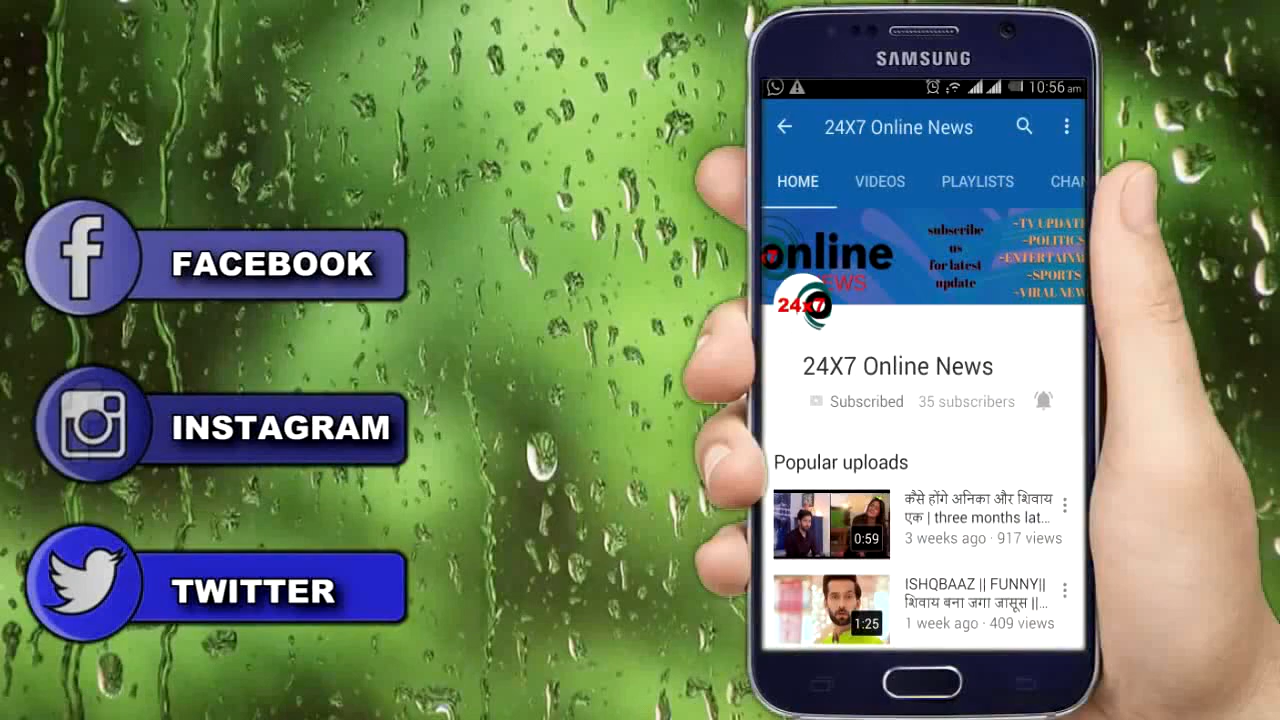 FACEBOOK
INSTAGRAM
TWITTER
SAMSUNG
10:56 am
24X7 Online News
HOME VIDEOS PLAYLISTS CHAN
online
NEWS
subscribe
us
for latest
update
-TV UPDATE
-POLITICS
-ENTERTAINM
-SPORTS
-VIRAL NEW
24x7
24X7 Online News
Subscribed 35 subscribers
Popular uploads
कैसे होंगे अनिका और शिवाय
एक | three months lat...
3 weeks ago · 917 views
0:59
ISHQBAAZ || FUNNY||
शिवाय बना जगा जासूस ||...
1 week ago · 409 views
1:25